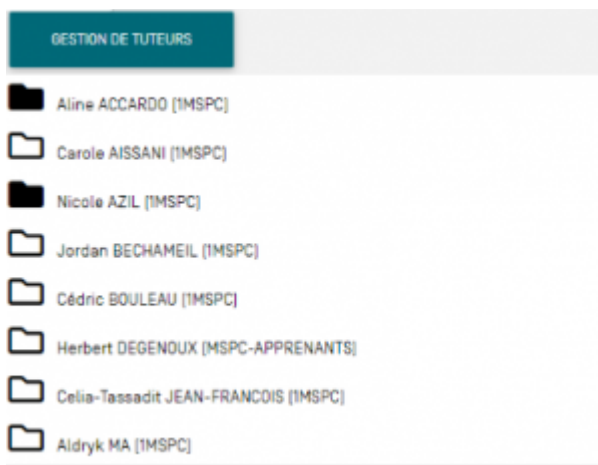 GESTION DE TUTEURS
Aline ACCARDO [1MSPC]
Carole AISSANI [1MSPC]
Nicole AZIL [1MSPC]
Jordan BECHAMEIL [1MSPC]
Cédric BOULEAU [1MSPC]
Herbert DEGENOUX [MSPC-APPRENANTS]
Celia-Tassadit JEAN-FRANCOIS [1MSPC]
Aldryk MA [1MSPC]